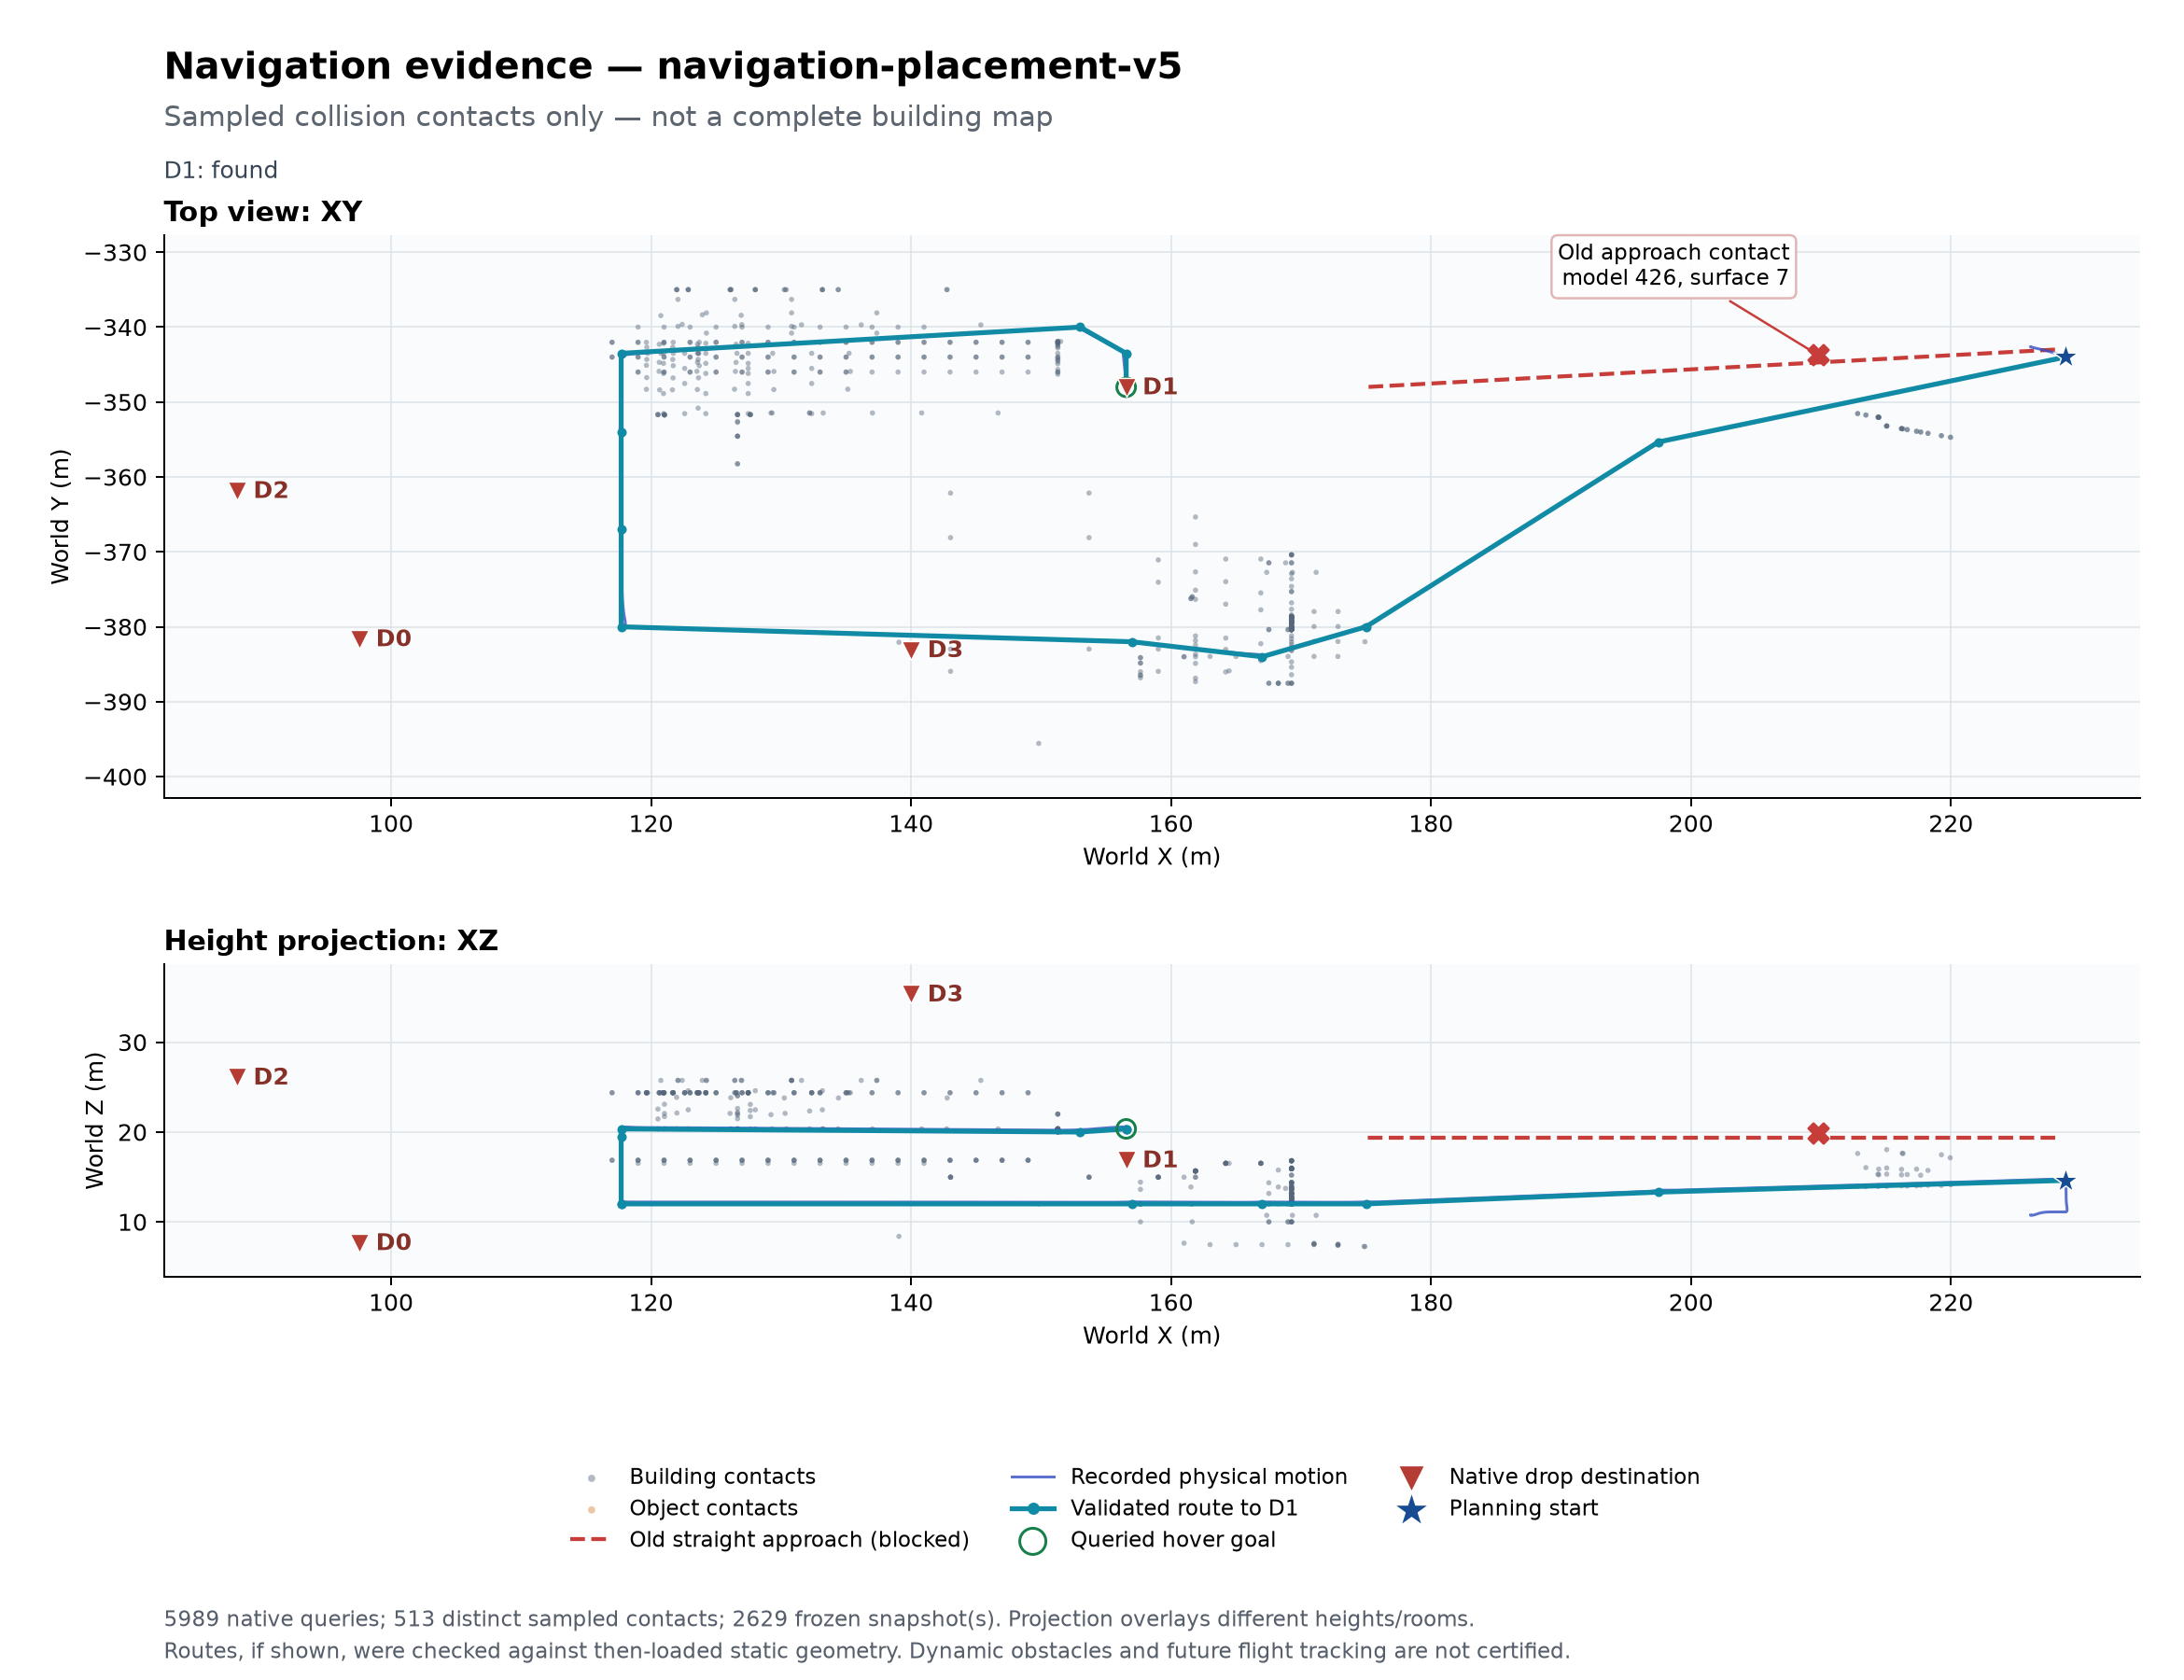 Navigation evidence — navigation-placement-v5
Sampled collision contacts only — not a complete building map
D1: found
Top view: XY
Old approach contact
model 426, surface 7
−330
−340
−350
−360
−370
−380
−390
−400
World Y (m)
D1
D2
D0
D3
100
120
140
160
180
200
220
World X (m)
Height projection: XZ
30
20
10
World Z (m)
D3
D2
D1
D0
100
120
140
160
180
200
220
World X (m)
Building contacts
Object contacts
Old straight approach (blocked)
Recorded physical motion
Validated route to D1
Queried hover goal
Native drop destination
Planning start
5989 native queries; 513 distinct sampled contacts; 2629 frozen snapshot(s). Projection overlays different heights/rooms.
Routes, if shown, were checked against then-loaded static geometry. Dynamic obstacles and future flight tracking are not certified.